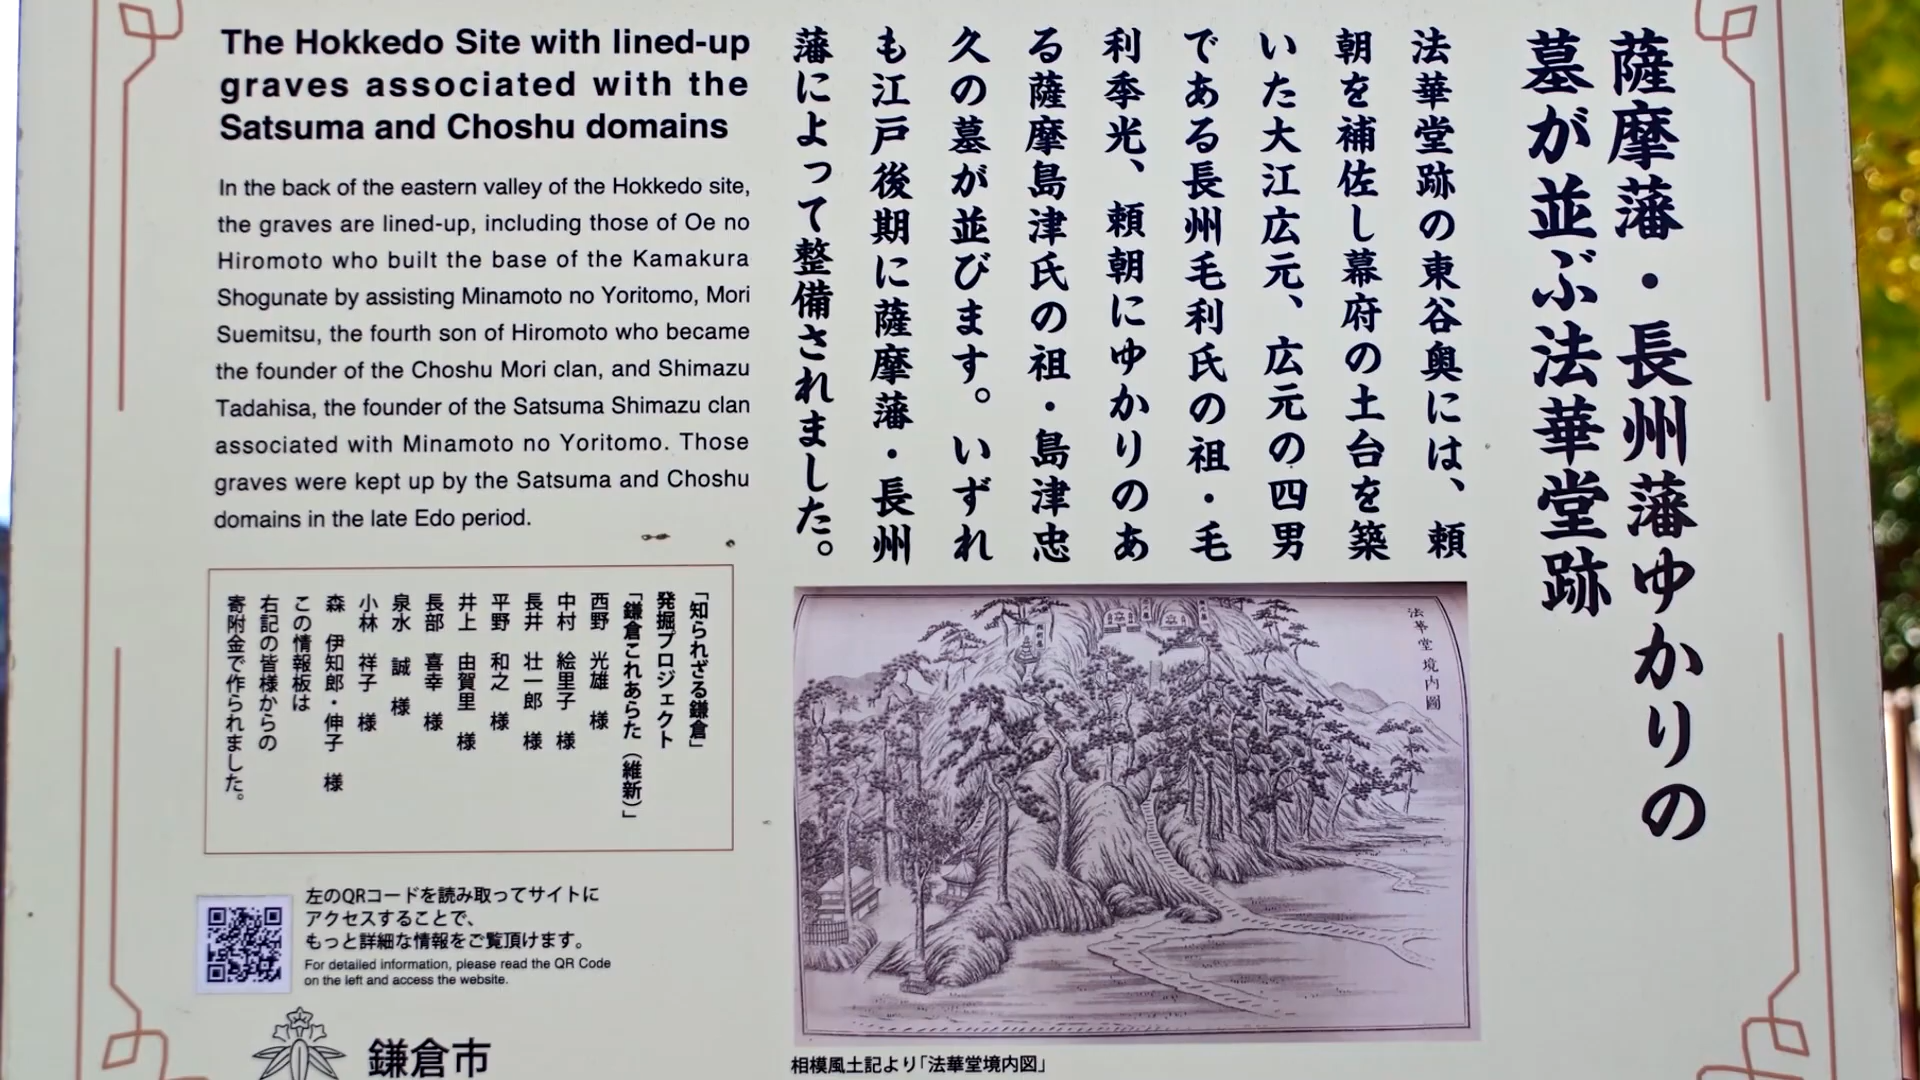 薩摩藩・長州藩ゆかりの
墓が並ぶ法華堂跡
法華堂跡の東谷奥には、頼
朝を補佐し幕府の土台を築
いた大江広元、広元の四男
である長州毛利氏の祖・毛
利季光、頼朝にゆかりのあ
る薩摩島津氏の祖・島津忠
久の墓が並びます。いずれ
も江戸後期に薩摩藩・長州
藩によって整備されました。
The Hokkedo Site with lined-up
graves associated with the
Satsuma and Choshu domains
In the back of the eastern valley of the Hokkedo site,
the graves are lined-up, including those of Oe no
Hiromoto who built the base of the Kamakura
Shogunate by assisting Minamoto no Yoritomo, Mori
Suemitsu, the fourth son of Hiromoto who became
the founder of the Choshu Mori clan, and Shimazu
Tadahisa, the founder of the Satsuma Shimazu clan
associated with Minamoto no Yoritomo. Those
graves were kept up by the Satsuma and Choshu
domains in the late Edo period.
法華堂境内圖
相模風土記より「法華堂境内図」
「知られざる鎌倉」
発掘プロジェクト
「鎌倉これあらた（維新）」
西野 光雄 様
中村 絵里子 様
長井 壮一郎 様
平野 和之 様
井上 由賀里 様
長部 喜幸 様
泉水 誠 様
小林 祥子 様
森 伊知郎・伸子 様
この情報板は
右記の皆様からの
寄附金で作られました。
左のQRコードを読み取ってサイトに
アクセスすることで、
もっと詳細な情報をご覧頂けます。
For detailed information, please read the QR Code
on the left and access the website.
鎌倉市